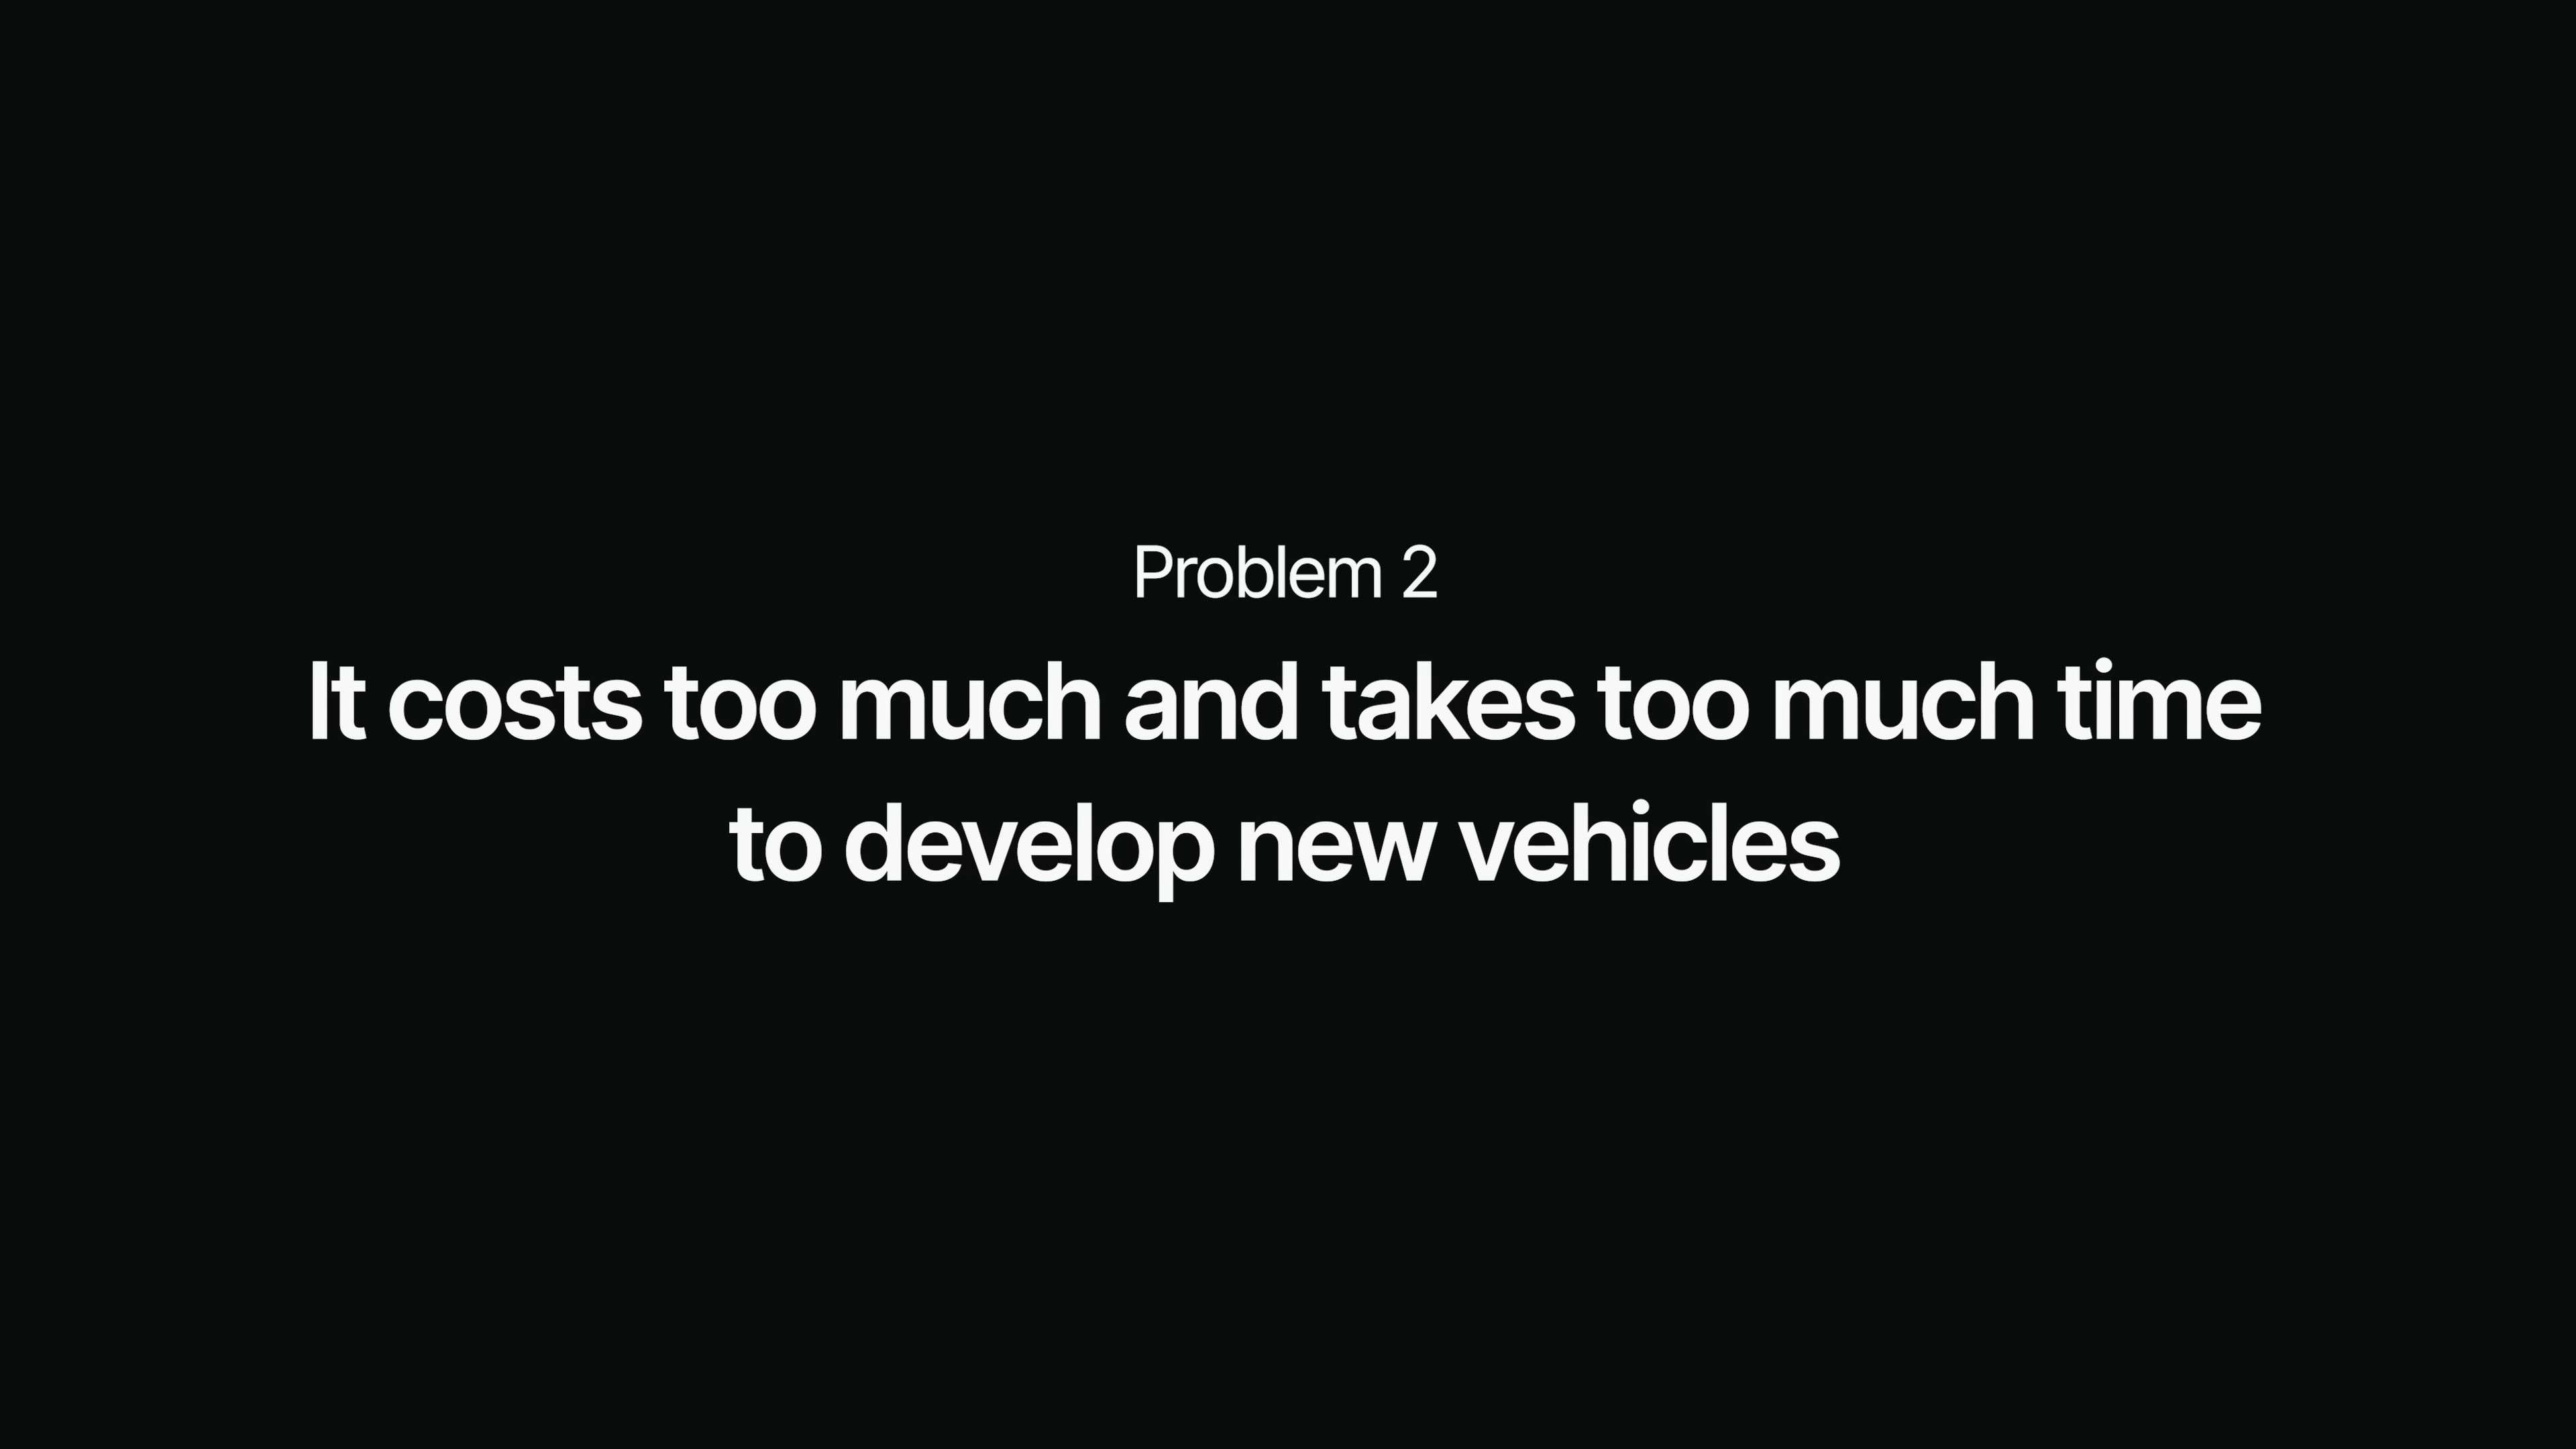 Problem 2
It costs too much and takes too much time
to develop new vehicles